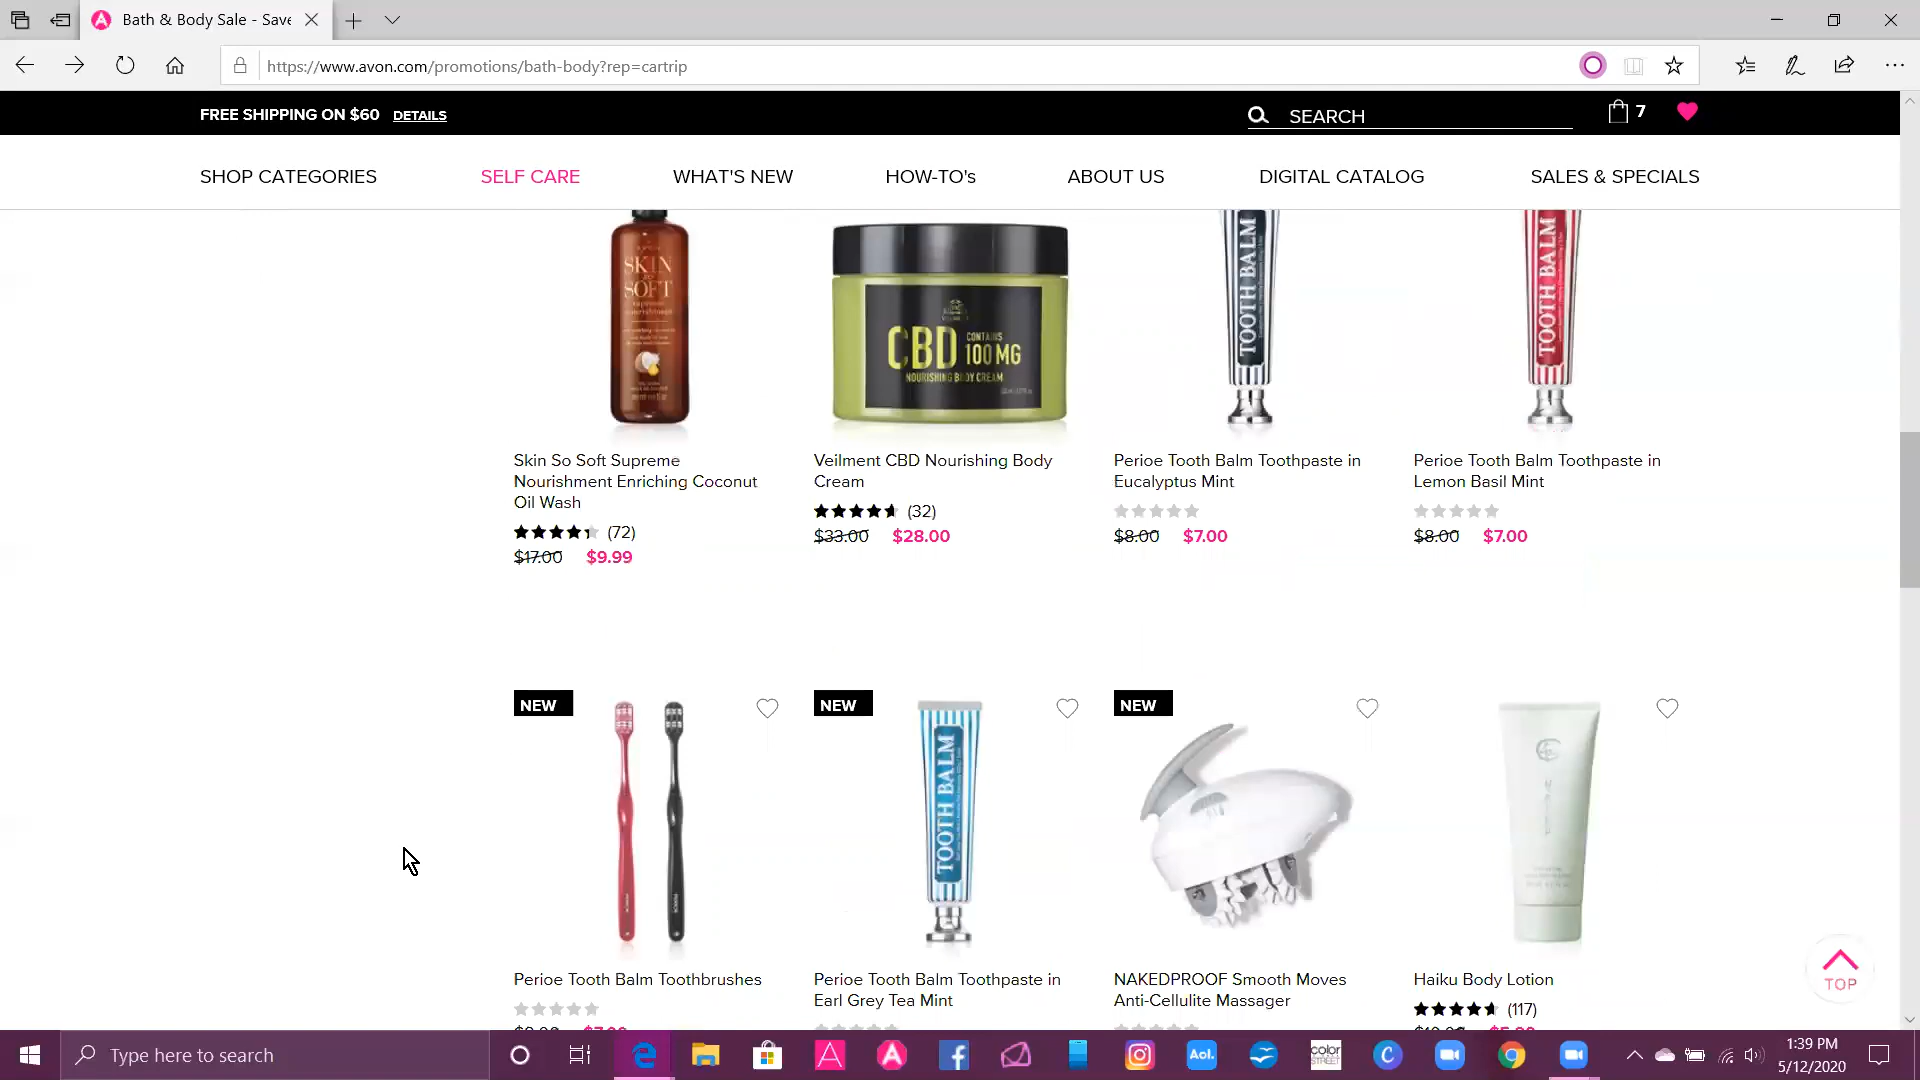 Bath & Body Sale - Save
https://www.avon.com/promotions/bath-body?rep=cartrip
FREE SHIPPING ON $60 DETAILS
SEARCH
7
SHOP CATEGORIES SELF CARE WHAT'S NEW HOW-TO's ABOUT US DIGITAL CATALOG SALES & SPECIALS
SKIN
SO
SOFT
CBD CONTAINS 100 MG
NOURISHING BODY CREAM
TOOTH BALM
TOOTH BALM
Skin So Soft Supreme
Nourishment Enriching Coconut
Oil Wash
(72)
$17.00 $9.99
Veilment CBD Nourishing Body
Cream
(32)
$33.00 $28.00
Perioe Tooth Balm Toothpaste in
Eucalyptus Mint
$8.00 $7.00
Perioe Tooth Balm Toothpaste in
Lemon Basil Mint
$8.00 $7.00
NEW
NEW
NEW
TOOTH BALM
Perioe Tooth Balm Toothbrushes
Perioe Tooth Balm Toothpaste in
Earl Grey Tea Mint
NAKEDPROOF Smooth Moves
Anti-Cellulite Massager
Haiku Body Lotion
(117)
TOP
Type here to search
Aol.
color
STREET
1:39 PM
5/12/2020